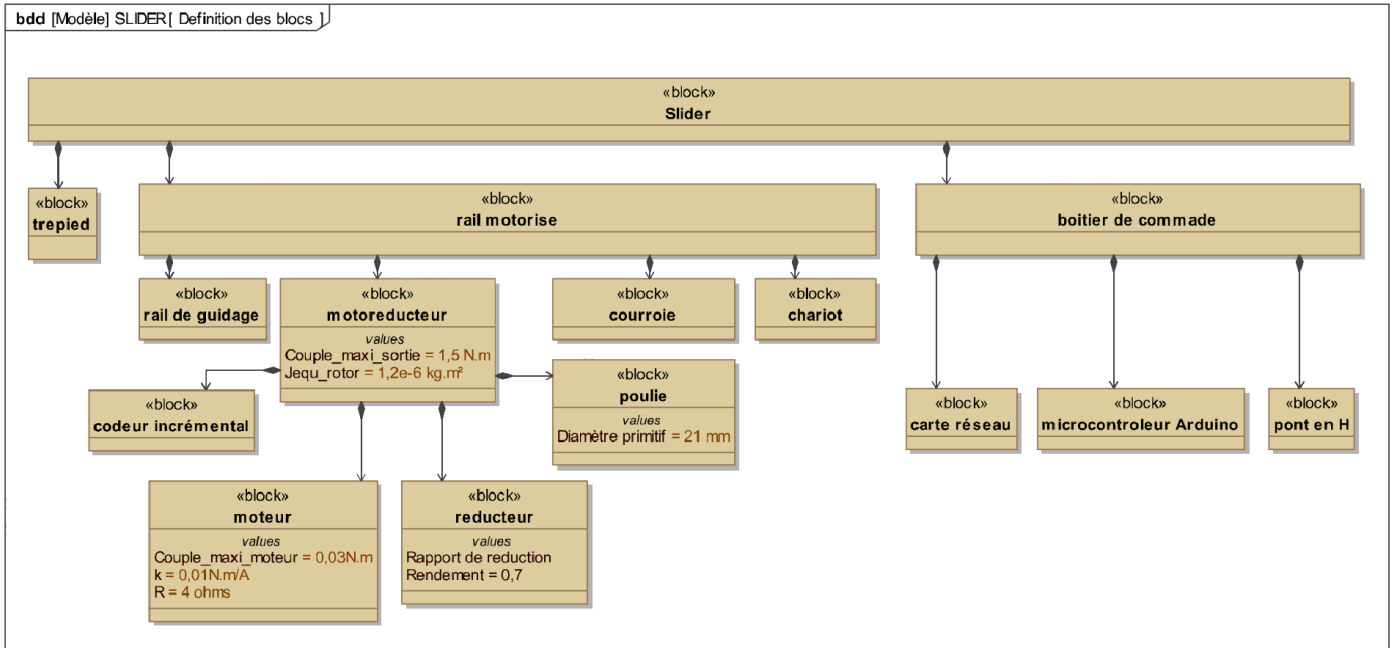 bdd [Modèle] SLIDER[ Definition des blocs ]
«block»
Slider
«block»
trepied
«block»
rail motorise
«block»
boitier de commade
«block»
rail de guidage
«block»
motoreducteur
values
Couple_maxi_sortie = 1,5 N.m
Jequ_rotor = 1,2e-6 kg.m²
«block»
courroie
«block»
chariot
«block»
codeur incrémental
«block»
poulie
values
Diamètre primitif = 21 mm
«block»
carte réseau
«block»
microcontroleur Arduino
«block»
pont en H
«block»
moteur
values
Couple_maxi_moteur = 0,03N.m
k = 0,01N.m/A
R = 4 ohms
«block»
reducteur
values
Rapport de reduction
Rendement = 0,7